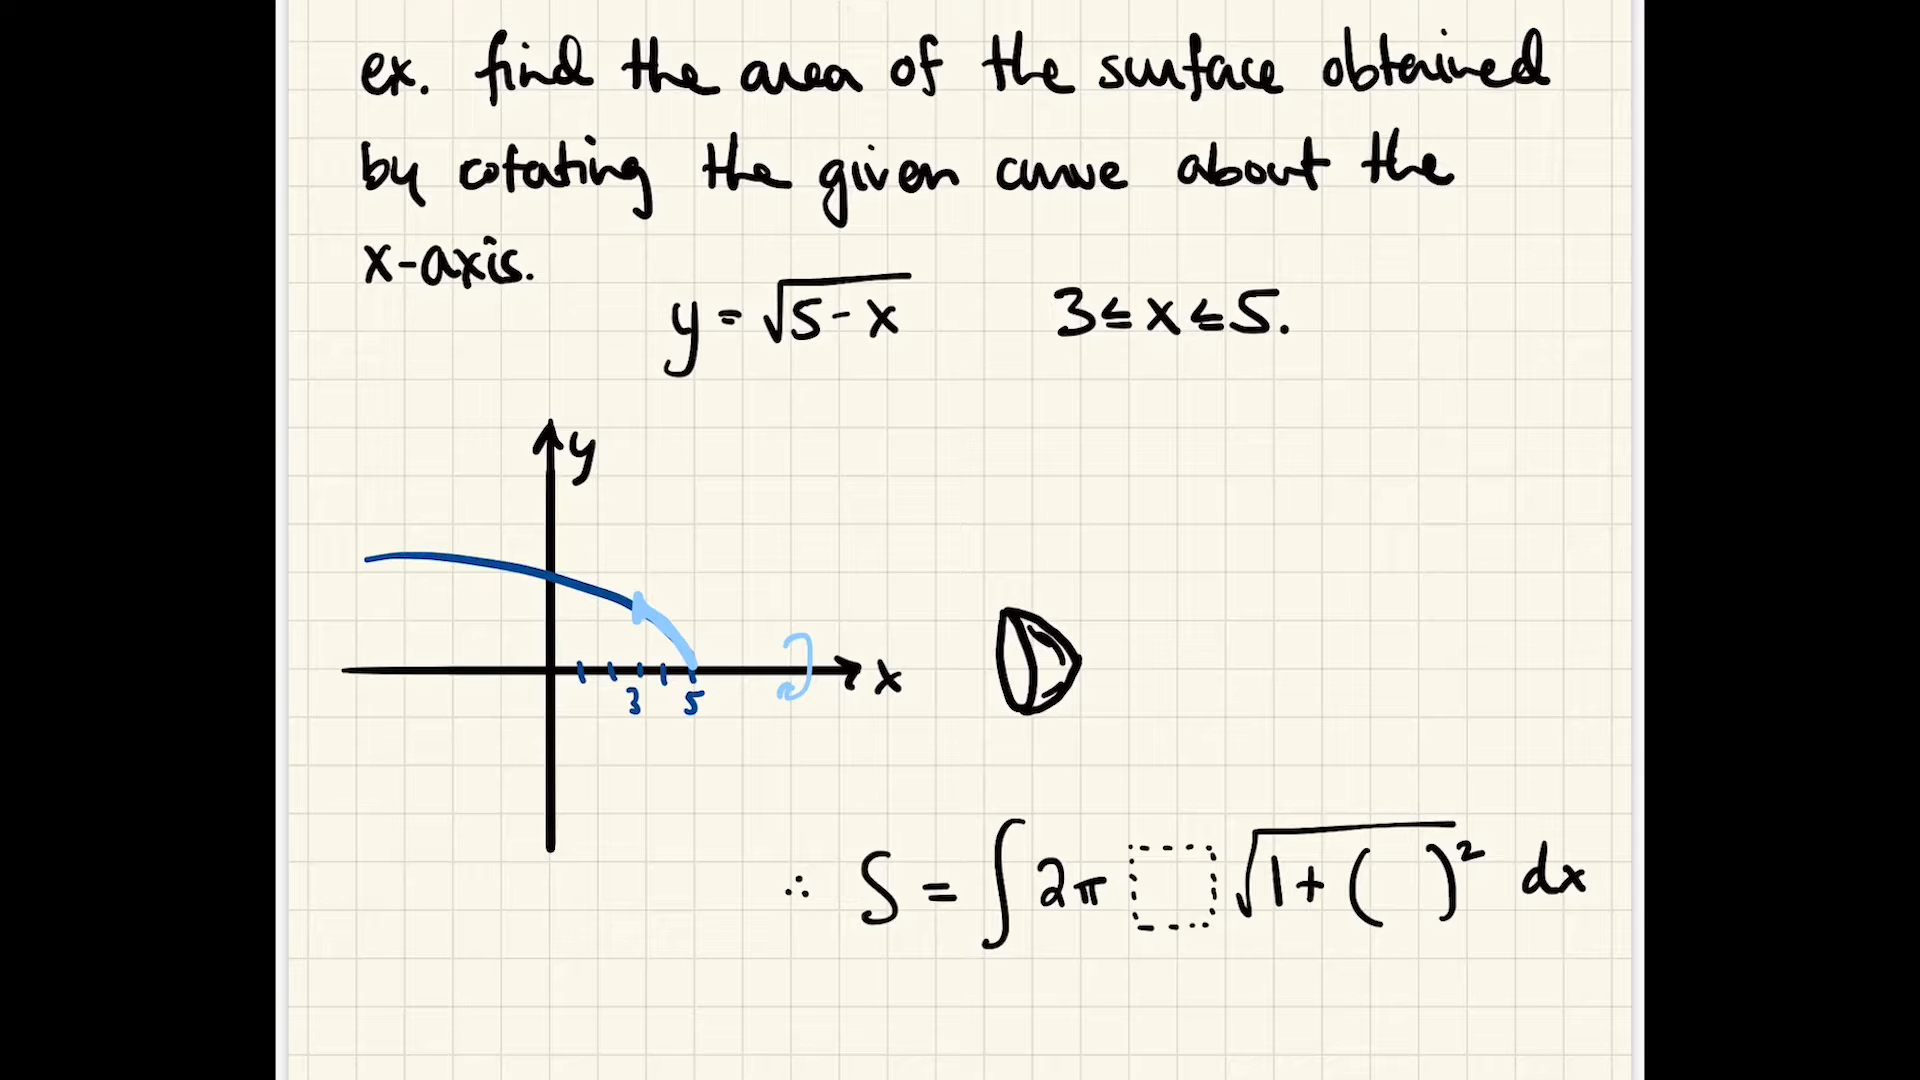 ex. find the area of the surface obtained
by rotating the given curve about the
x-axis.
y = √5-x 3≤x≤5.
y
x
3 5
∴ S = ∫ 2π √1+( )² dx